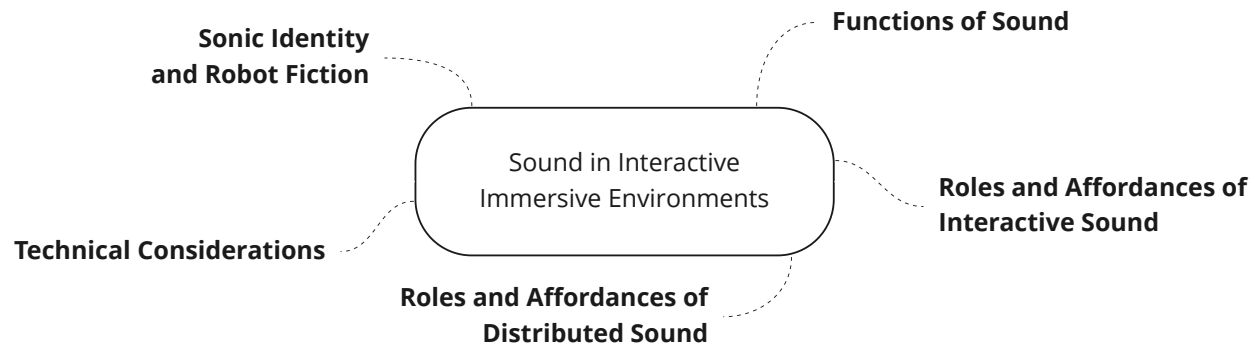 Sonic Identity
and Robot Fiction
Functions of Sound
Sound in Interactive
Immersive Environments
Roles and Affordances of
Interactive Sound
Technical Considerations
Roles and Affordances of
Distributed Sound